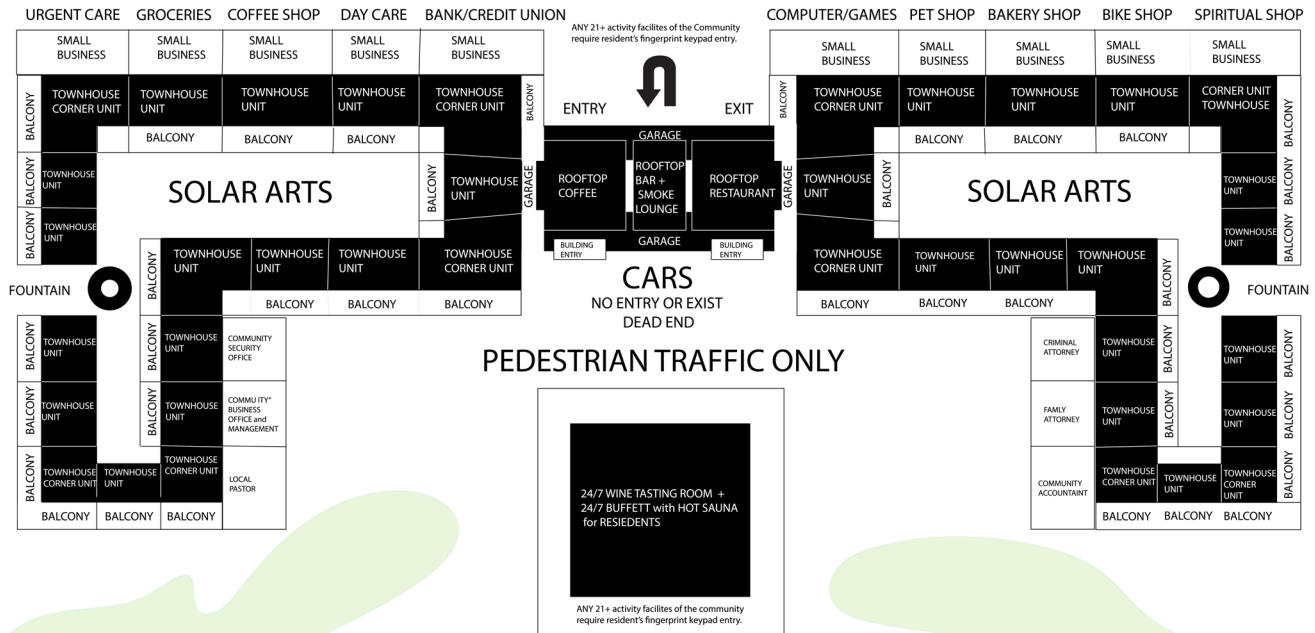 URGENT CARE
GROCERIES
COFFEE SHOP
DAY CARE
BANK/CREDIT UNION
ANY 21+ activity facilites of the Community
require resident's fingerprint keypad entry.
COMPUTER/GAMES
PET SHOP
BAKERY SHOP
BIKE SHOP
SPIRITUAL SHOP
SMALL
BUSINESS
SMALL
BUSINESS
SMALL
BUSINESS
SMALL
BUSINESS
SMALL
BUSINESS
SMALL
BUSINESS
SMALL
BUSINESS
SMALL
BUSINESS
SMALL
BUSINESS
SMALL
BUSINESS
BALCONY
TOWNHOUSE
CORNER UNIT
TOWNHOUSE
UNIT
TOWNHOUSE
UNIT
TOWNHOUSE
UNIT
TOWNHOUSE
CORNER UNIT
BALCONY
ENTRY
EXIT
BALCONY
TOWNHOUSE
CORNER UNIT
TOWNHOUSE
UNIT
TOWNHOUSE
UNIT
TOWNHOUSE
UNIT
CORNER UNIT
TOWNHOUSE
BALCONY
BALCONY
BALCONY
BALCONY
GARAGE
BALCONY
BALCONY
BALCONY
BALCONY
TOWNHOUSE
UNIT
SOLAR ARTS
BALCONY
TOWNHOUSE
UNIT
GARAGE
ROOFTOP
COFFEE
ROOFTOP
BAR +
SMOKE
LOUNGE
ROOFTOP
RESTAURANT
GARAGE
TOWNHOUSE
UNIT
BALCONY
SOLAR ARTS
TOWNHOUSE
UNIT
BALCONY
BALCONY
TOWNHOUSE
UNIT
TOWNHOUSE
UNIT
BALCONY
BALCONY
TOWNHOUSE
UNIT
TOWNHOUSE
UNIT
TOWNHOUSE
UNIT
TOWNHOUSE
CORNER UNIT
GARAGE
BUILDING
ENTRY
BUILDING
ENTRY
TOWNHOUSE
CORNER UNIT
TOWNHOUSE
UNIT
TOWNHOUSE
UNIT
TOWNHOUSE
UNIT
BALCONY
FOUNTAIN
BALCONY
BALCONY
BALCONY
CARS
NO ENTRY OR EXIST
DEAD END
BALCONY
BALCONY
BALCONY
FOUNTAIN
PEDESTRIAN TRAFFIC ONLY
BALCONY
TOWNHOUSE
UNIT
BALCONY
TOWNHOUSE
UNIT
COMMUNITY
SECURITY
OFFICE
CRIMINAL
ATTORNEY
TOWNHOUSE
UNIT
BALCONY
TOWNHOUSE
UNIT
BALCONY
BALCONY
TOWNHOUSE
UNIT
BALCONY
TOWNHOUSE
UNIT
COMMU ITY"
BUSINESS
OFFICE and
MANAGEMENT
FAMLY
ATTORNEY
TOWNHOUSE
UNIT
BALCONY
TOWNHOUSE
UNIT
BALCONY
BALCONY
TOWNHOUSE
CORNER UNIT
TOWNHOUSE
UNIT
TOWNHOUSE
CORNER UNIT
LOCAL
PASTOR
COMMUNITY
ACCOUNTAINT
TOWNHOUSE
CORNER UNIT
TOWNHOUSE
UNIT
TOWNHOUSE
CORNER
UNIT
BALCONY
BALCONY
BALCONY
BALCONY
BALCONY
BALCONY
BALCONY
24/7 WINE TASTING ROOM +
24/7 BUFFETT with HOT SAUNA
for RESIEDENTS
ANY 21+ activity facilites of the community
require resident's fingerprint keypad entry.